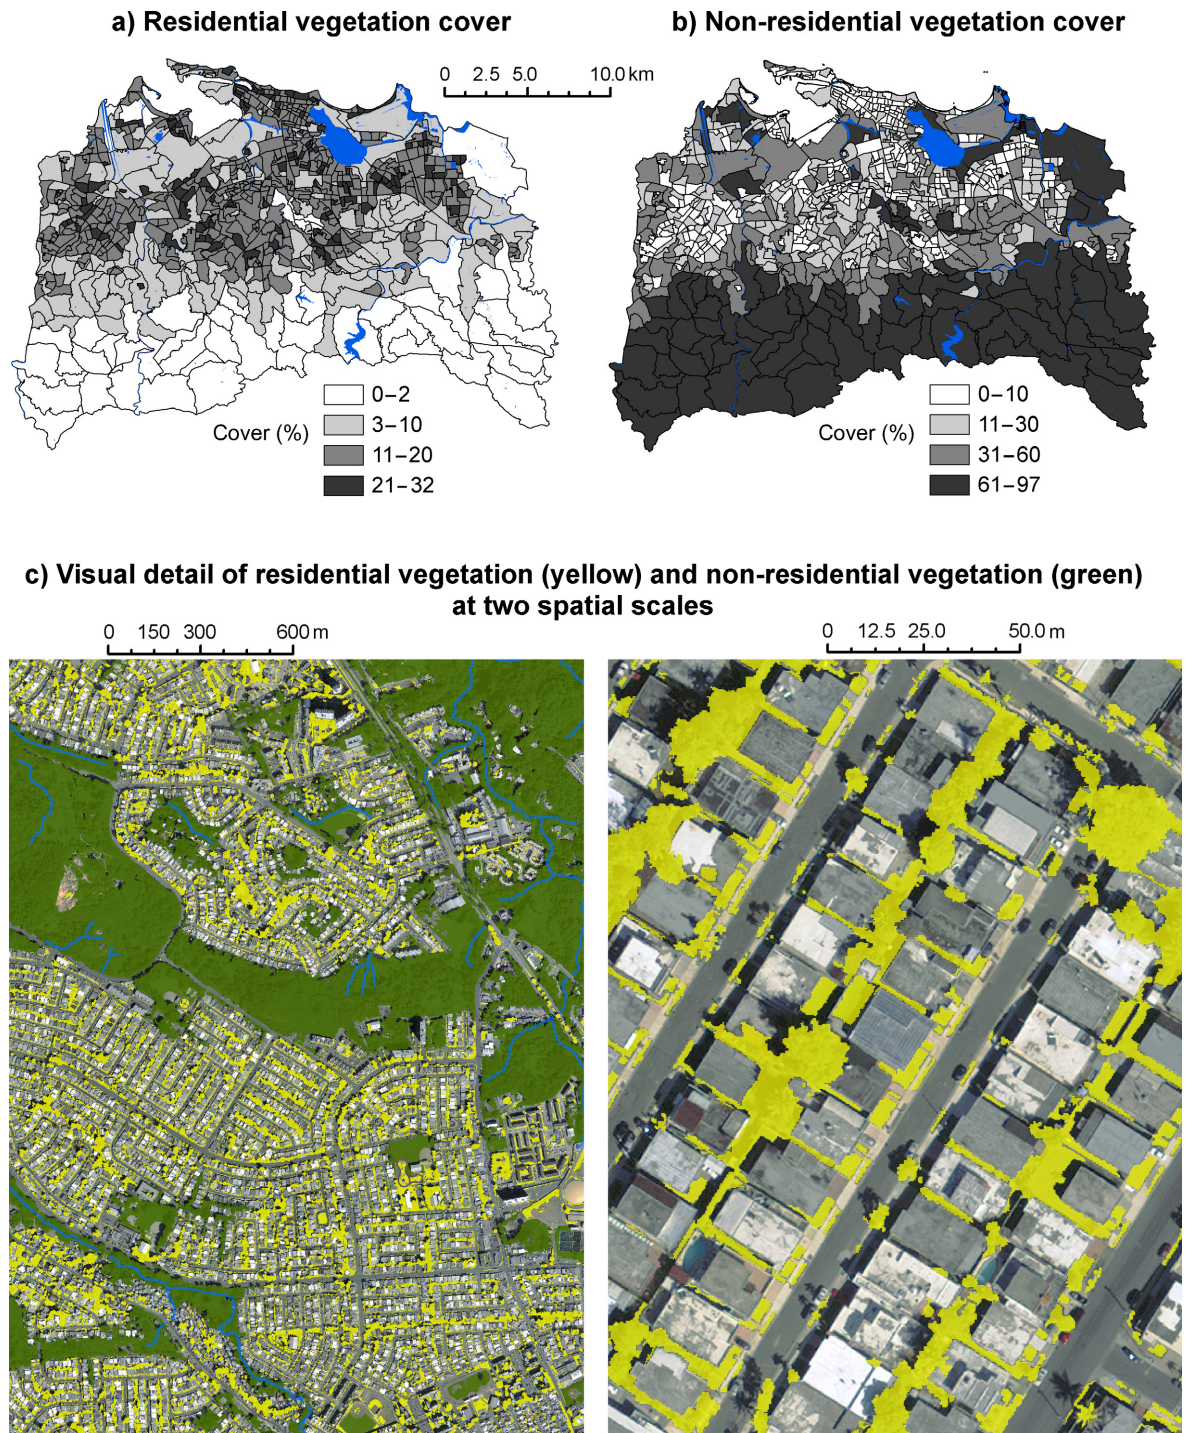 a) Residential vegetation cover
b) Non-residential vegetation cover
0 2.5 5.0 10.0 km
Cover (%)
0–2
3–10
11–20
21–32
Cover (%)
0–10
11–30
31–60
61–97
c) Visual detail of residential vegetation (yellow) and non-residential vegetation (green)
at two spatial scales
0 150 300 600 m
0 12.5 25.0 50.0 m